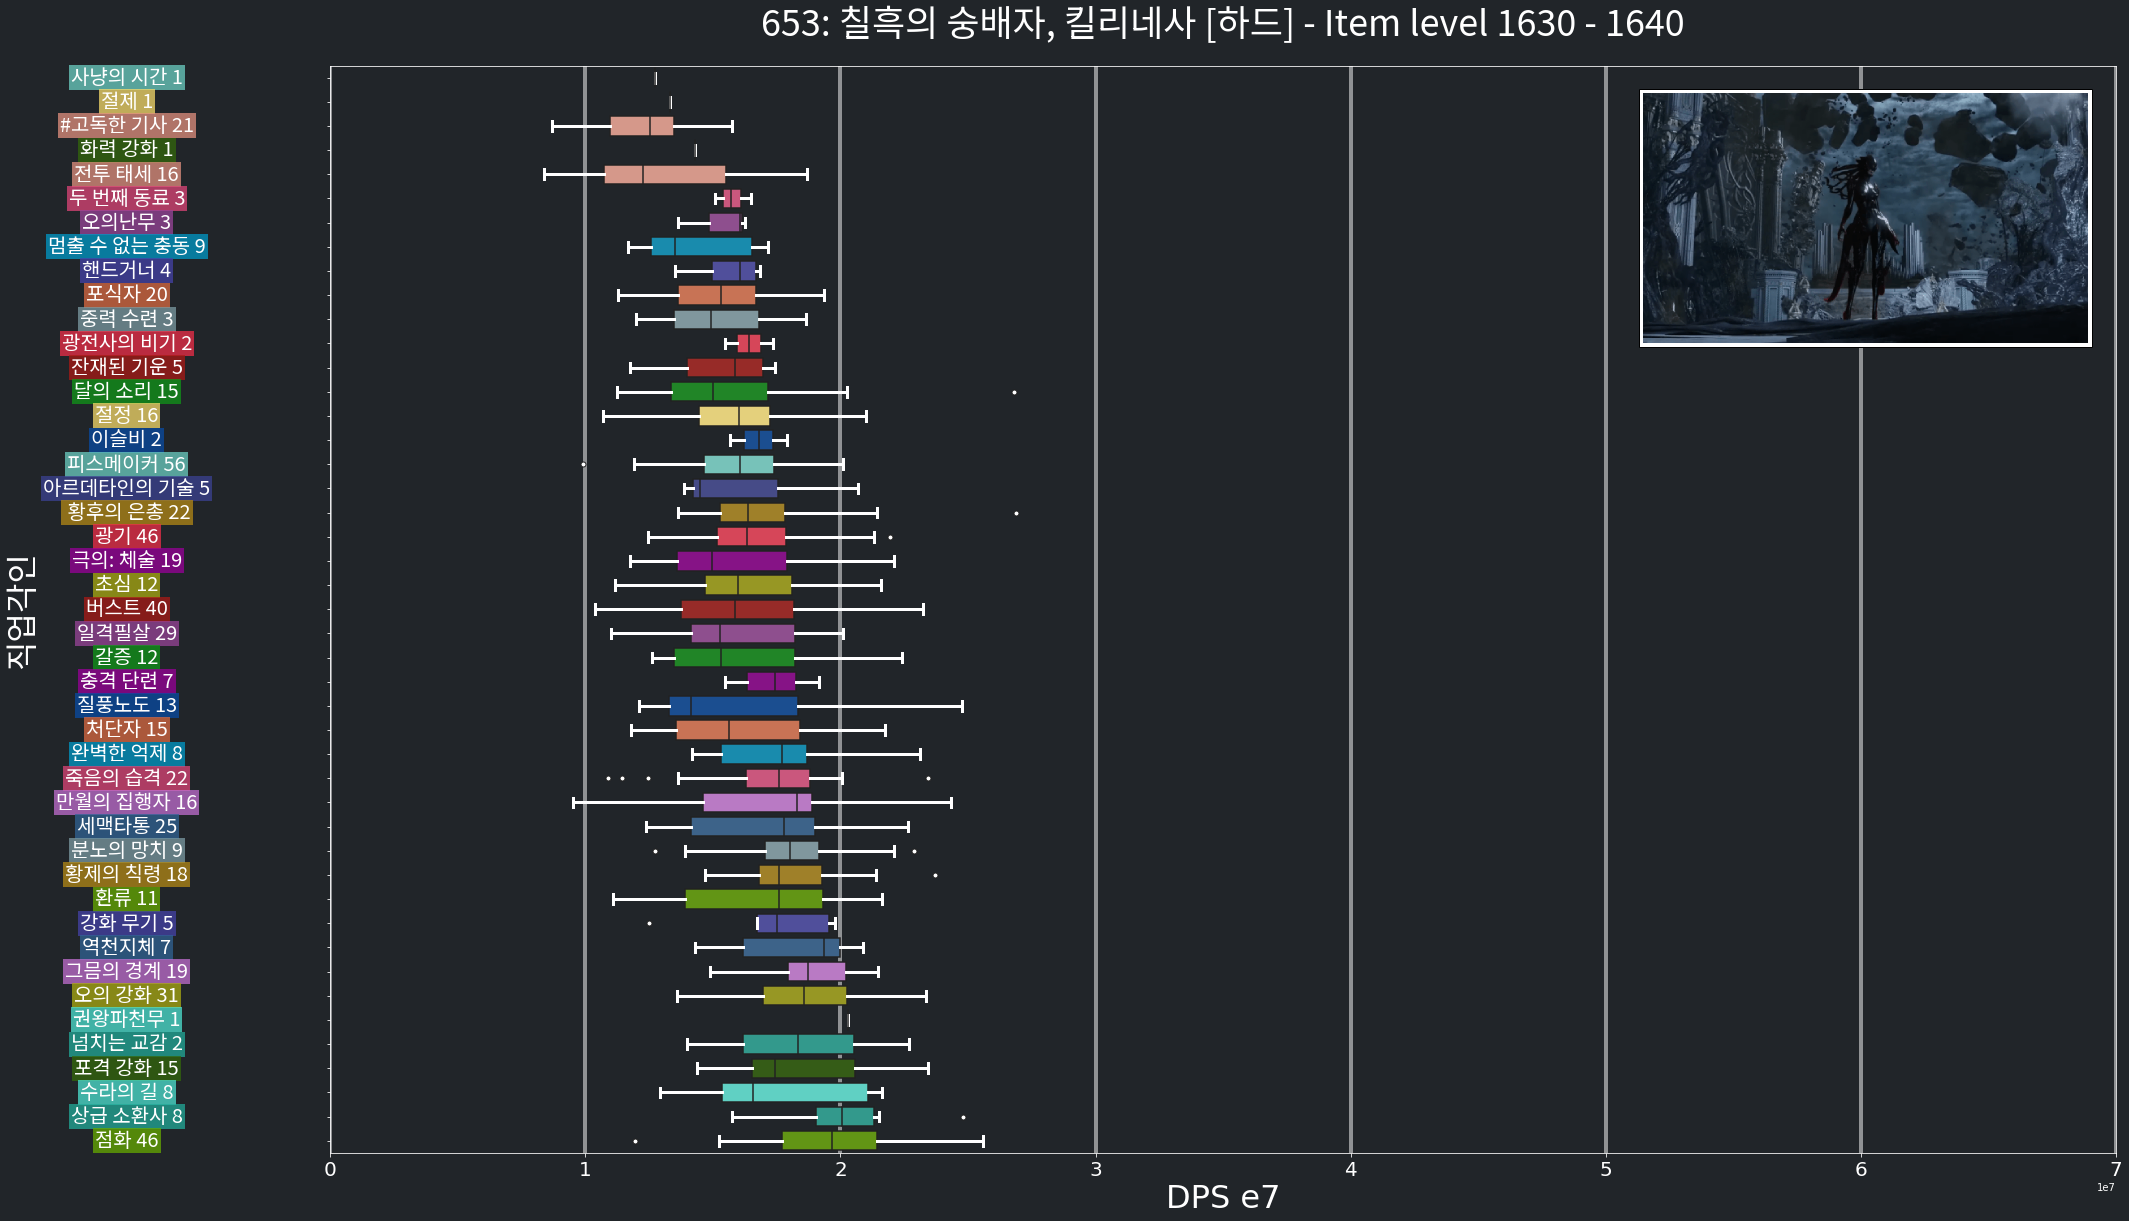 653: 칠흑의 숭배자, 킬리네사 [하드] - Item level 1630 - 1640
직업각인
사냥의 시간 1
절제 1
#고독한 기사 21
화력 강화 1
전투 태세 16
두 번째 동료 3
오의난무 3
멈출 수 없는 충동 9
핸드거너 4
포식자 20
중력 수련 3
광전사의 비기 2
잔재된 기운 5
달의 소리 15
절정 16
이슬비 2
피스메이커 56
아르데타인의 기술 5
황후의 은총 22
광기 46
극의: 체술 19
초심 12
버스트 40
일격필살 29
갈증 12
충격 단련 7
질풍노도 13
처단자 15
완벽한 억제 8
죽음의 습격 22
만월의 집행자 16
세맥타통 25
분노의 망치 9
황제의 칙령 18
환류 11
강화 무기 5
역천지체 7
그믐의 경계 19
오의 강화 31
권왕파천무 1
넘치는 교감 2
포격 강화 15
수라의 길 8
상급 소환사 8
점화 46
0 1 2 3 4 5 6 7
1e7
DPS e7